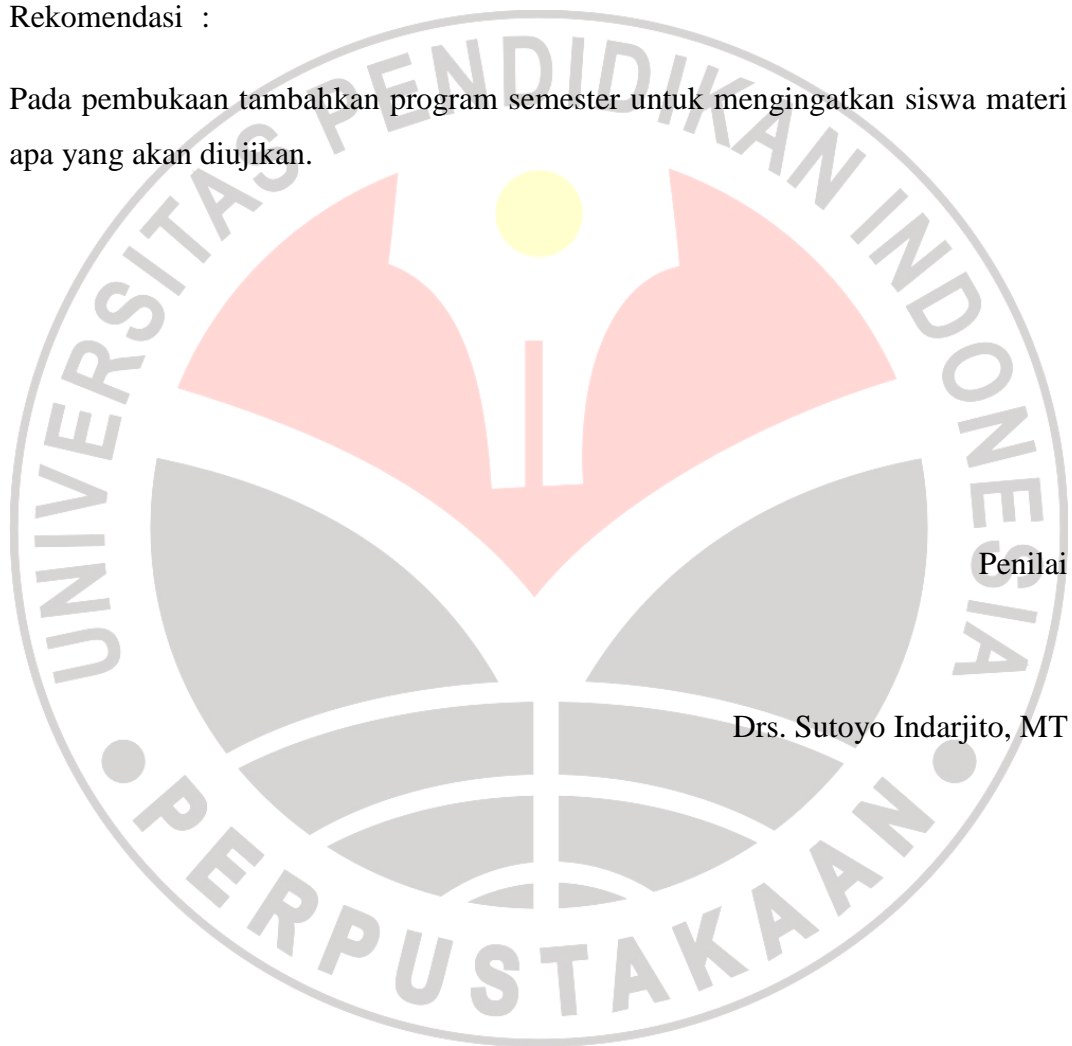 Rekomendasi :
Pada pembukaan tambahkan program semester untuk mengingatkan siswa materi
apa yang akan diujikan.
UNIVERSITAS PENDIDIKAN INDONESIA
Penilai
Drs. Sutoyo Indarjito, MT
PERPUSTAKAAN